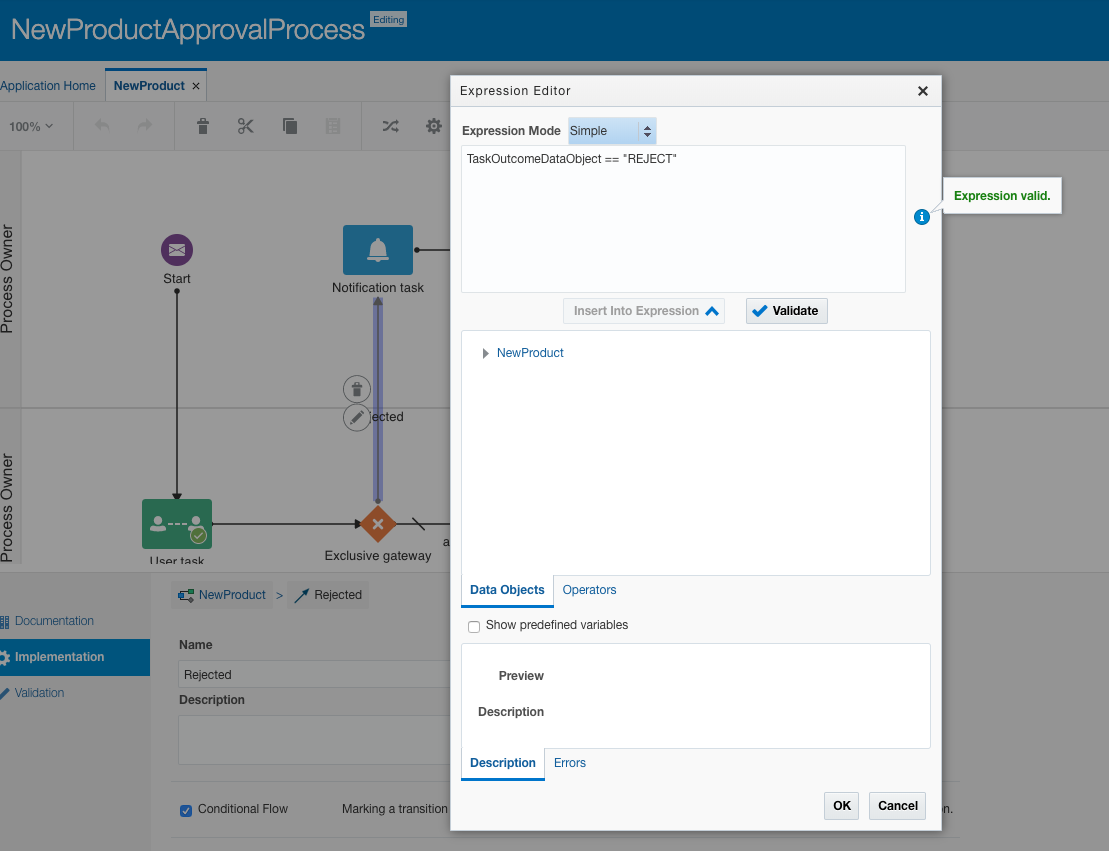 NewProductApprovalProcess Editing
Application Home NewProduct ×
100%
Process Owner
Start
Notification task
ected
Process Owner
User task
Exclusive gateway
a
NewProduct > Rejected
Documentation
Implementation
Validation
Name
Rejected
Description
Conditional Flow Marking a transition
n.
Expression Editor
Expression Mode Simple
TaskOutcomeDataObject == "REJECT"
Expression valid.
Insert Into Expression Validate
NewProduct
Data Objects Operators
Show predefined variables
Preview
Description
Description Errors
OK Cancel